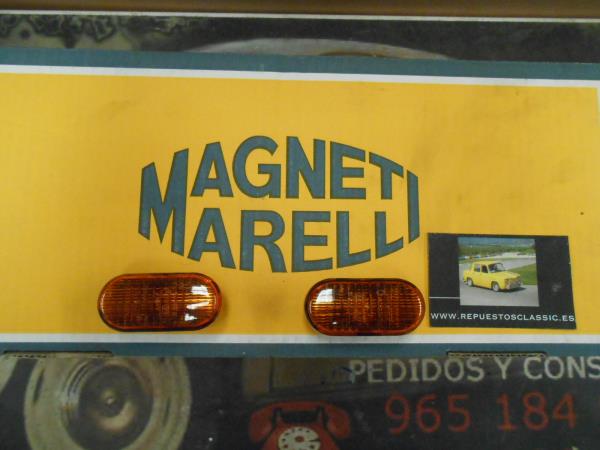 MAGNETI
MARELLI
WWW.REPUESTOSCLASSIC.ES
PEDIDOS Y CONS
965 184